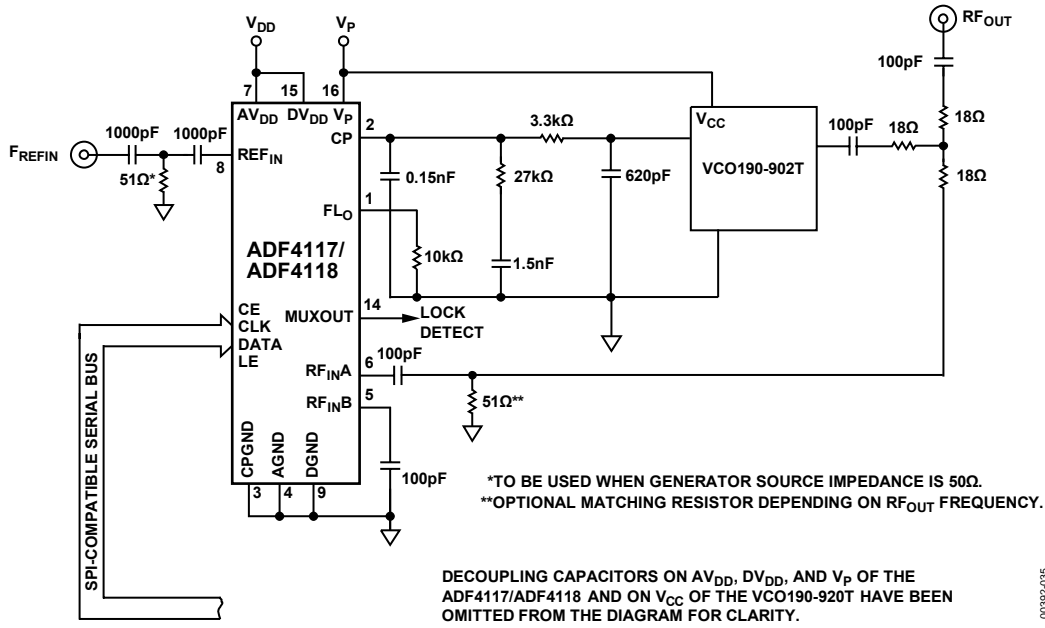 VDD
VP
RFOUT
100pF
7
15
16
AVDD
DVDD
VP
1000pF
1000pF
FREFIN
8
REFIN
51Ω*
CP
2
3.3kΩ
VCC
100pF
18Ω
18Ω
VCO190-902T
18Ω
0.15nF
27kΩ
620pF
1
FLO
ADF4117/
ADF4118
10kΩ
1.5nF
CE
CLK
DATA
LE
MUXOUT
14
LOCK
DETECT
SPI-COMPATIBLE SERIAL BUS
100pF
RFINA
6
RFINB
5
51Ω**
CPGND
AGND
DGND
3
4
9
100pF
*TO BE USED WHEN GENERATOR SOURCE IMPEDANCE IS 50Ω.
**OPTIONAL MATCHING RESISTOR DEPENDING ON RFOUT FREQUENCY.
DECOUPLING CAPACITORS ON AVDD, DVDD, AND VP OF THE
ADF4117/ADF4118 AND ON VCC OF THE VCO190-920T HAVE BEEN
OMITTED FROM THE DIAGRAM FOR CLARITY.
00392-035